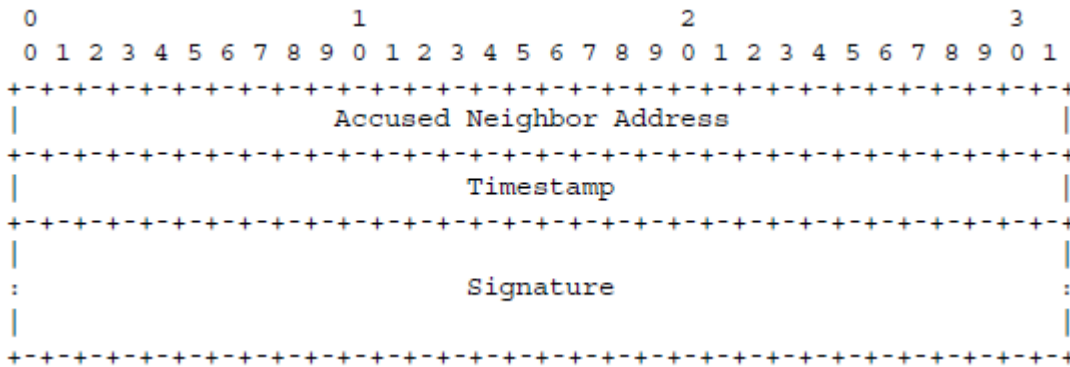 0                   1                   2                   3
0 1 2 3 4 5 6 7 8 9 0 1 2 3 4 5 6 7 8 9 0 1 2 3 4 5 6 7 8 9 0 1
+-+-+-+-+-+-+-+-+-+-+-+-+-+-+-+-+-+-+-+-+-+-+-+-+-+-+-+-+-+-+-+-+
|                   Accused Neighbor Address                    |
+-+-+-+-+-+-+-+-+-+-+-+-+-+-+-+-+-+-+-+-+-+-+-+-+-+-+-+-+-+-+-+-+
|                           Timestamp                           |
+-+-+-+-+-+-+-+-+-+-+-+-+-+-+-+-+-+-+-+-+-+-+-+-+-+-+-+-+-+-+-+-+
|                                                               |
:                           Signature                           :
|                                                               |
+-+-+-+-+-+-+-+-+-+-+-+-+-+-+-+-+-+-+-+-+-+-+-+-+-+-+-+-+-+-+-+-+